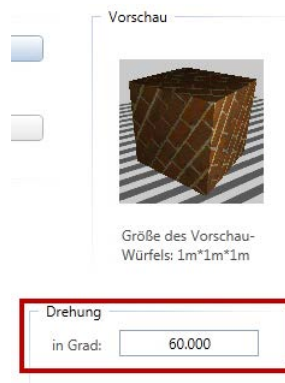 Vorschau
Größe des Vorschau-
Würfels: 1m*1m*1m
Drehung
in Grad: 60.000